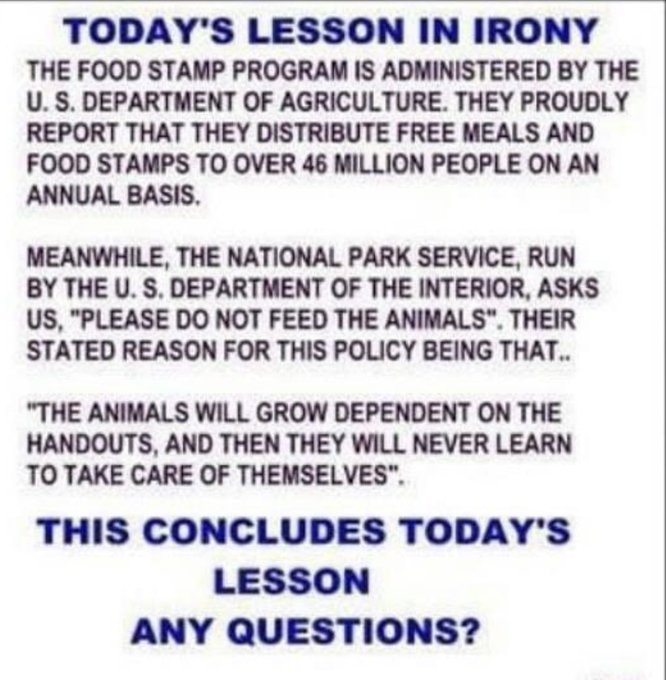 TODAY'S LESSON IN IRONY
THE FOOD STAMP PROGRAM IS ADMINISTERED BY THE
U. S. DEPARTMENT OF AGRICULTURE. THEY PROUDLY
REPORT THAT THEY DISTRIBUTE FREE MEALS AND
FOOD STAMPS TO OVER 46 MILLION PEOPLE ON AN
ANNUAL BASIS.
MEANWHILE, THE NATIONAL PARK SERVICE, RUN
BY THE U. S. DEPARTMENT OF THE INTERIOR, ASKS
US, "PLEASE DO NOT FEED THE ANIMALS". THEIR
STATED REASON FOR THIS POLICY BEING THAT..
"THE ANIMALS WILL GROW DEPENDENT ON THE
HANDOUTS, AND THEN THEY WILL NEVER LEARN
TO TAKE CARE OF THEMSELVES".
THIS CONCLUDES TODAY'S
LESSON
ANY QUESTIONS?